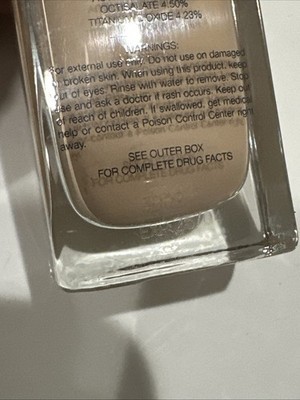 OCTISALATE 4.50%
TITANIUM DIOXIDE 4.23%
WARNINGS:
For external use only. Do not use on damaged
or broken skin. When using this product, keep
out of eyes. Rinse with water to remove. Stop
use and ask a doctor if rash occurs. Keep out
of reach of children. If swallowed, get medical
help or contact a Poison Control Center right
away.
SEE OUTER BOX
FOR COMPLETE DRUG FACTS